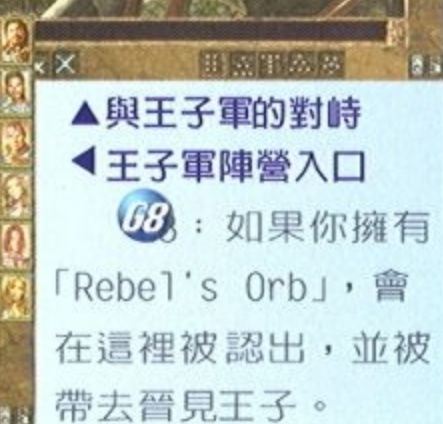 ▲與王子軍的對峙
◀王子軍陣營入口
：如果你擁有
「Rebel's Orb」，會
在這裡被認出，並被
帶去晉見王子。